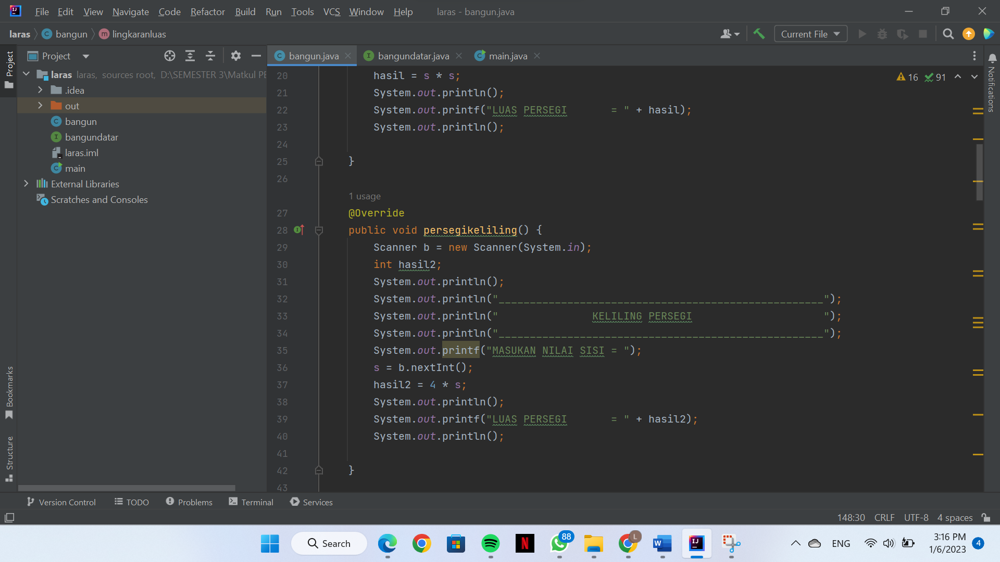 File Edit View Navigate Code Refactor Build Run Tools VCS Window Help laras - bangun.java
laras bangun lingkaranluas Current File
Project
bangun.java bangundatar.java main.java
laras laras, sources root, D:\SEMESTER 3\Matkul PE
.idea
out
bangun
bangundatar
laras.iml
main
External Libraries
Scratches and Consoles
Project
Bookmarks
Structure
Notifications
16 91
20 hasil = s * s;
21 System.out.println();
22 System.out.printf("LUAS PERSEGI       = " + hasil);
23 System.out.println();
24
25 }
26
1 usage
27 @Override
28 public void persegikeliling() {
29 Scanner b = new Scanner(System.in);
30 int hasil2;
31 System.out.println();
32 System.out.println("____________________________________________________");
33 System.out.println("               KELILING PERSEGI                     ");
34 System.out.println("____________________________________________________");
35 System.out.printf("MASUKAN NILAI SISI = ");
36 s = b.nextInt();
37 hasil2 = 4 * s;
38 System.out.println();
39 System.out.printf("LUAS PERSEGI       = " + hasil2);
40 System.out.println();
41
42 }
43
Version Control TODO Problems Terminal Services
148:30 CRLF UTF-8 4 spaces
Search
88
L
N
W
IJ
ENG
3:16 PM
1/6/2023
4